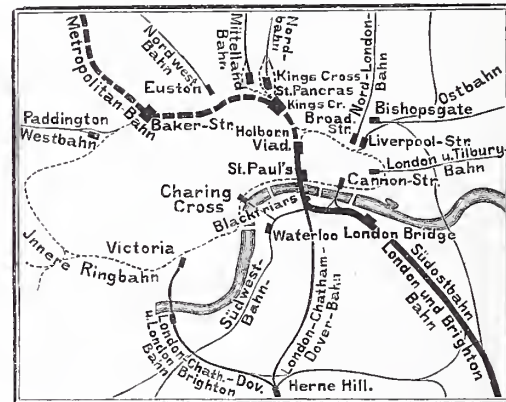 Metropolitan-Bahn
Nordwest
Bahn
Mittelland
Bahn
Nord-
bahn
Nord-London-
Bahn
Ostbahn
Euston
Kings Cross
St. Pancras
Kings Cr.
Broad
Str.
Bishopsgate
Paddington
Westbahn
Baker-Str.
Holborn
Viad.
Liverpool-Str.
London u. Tilbury-
Bahn
St. Paul's
Cannon-Str.
Charing
Cross
Blackfriars
Victoria
Waterloo
London Bridge
Jnnere Ringbahn
Südwest-
Bahn-
London-Chatham-
Dover-Bahn
Südostbahn
London und Brighton
Bahn
London-Chath.-Dov.
u. London Brighton
Bahn
Herne Hill.